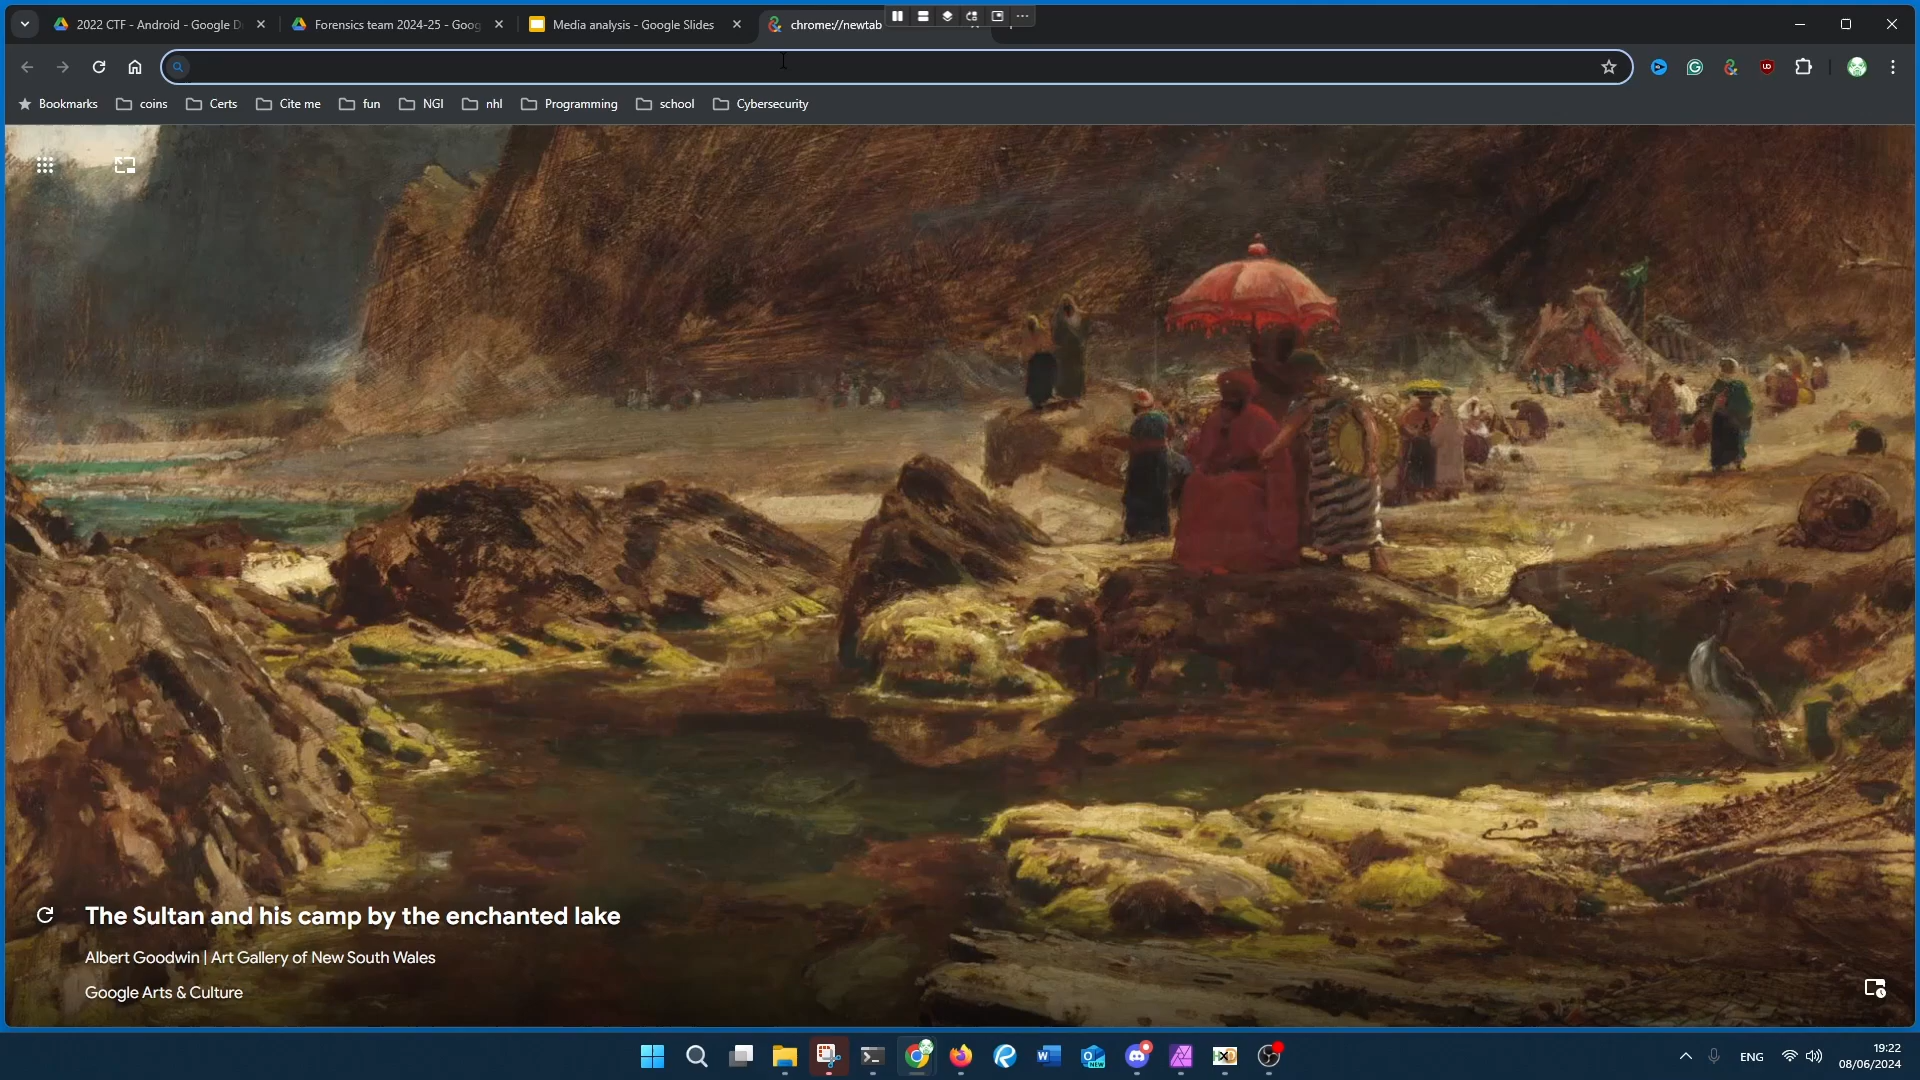 2022 CTF - Android - Google D
Forensics team 2024-25 - Goog
Media analysis - Google Slides
chrome://newtab
Bookmarks
coins
Certs
Cite me
fun
NGI
nhl
Programming
school
Cybersecurity
The Sultan and his camp by the enchanted lake
Albert Goodwin | Art Gallery of New South Wales
Google Arts & Culture
ENG
19:22
08/06/2024